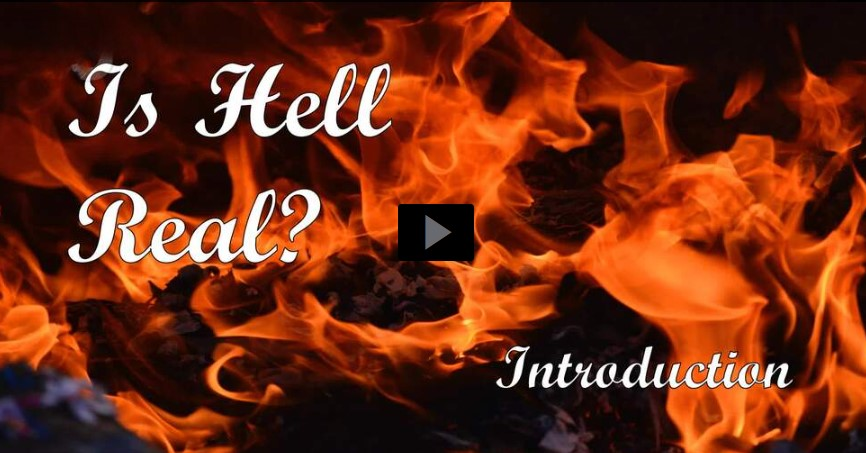 Is Hell
Real?
Introduction